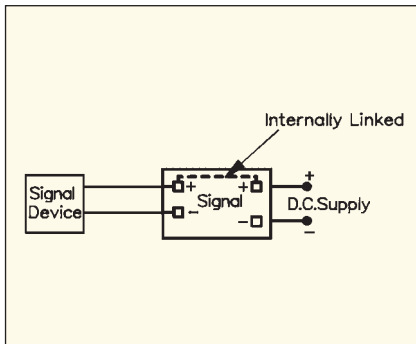 Internally Linked
+
+ +
Signal
Device
Signal
D.C.Supply
-
-
-